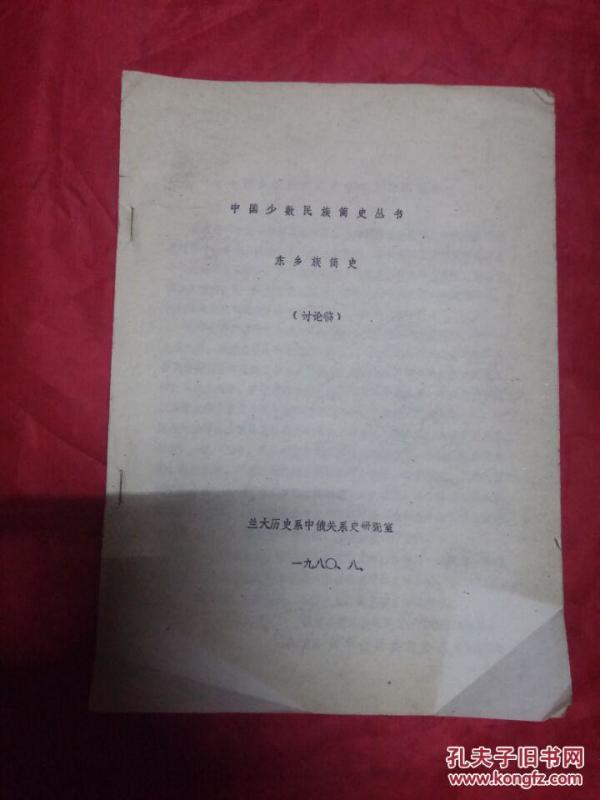 中国少数民族简史丛书
东乡族简史
(讨论稿)
兰大历史系中俄关系史研究室
一九八〇、八、
孔夫子旧书网
www.kongfz.com